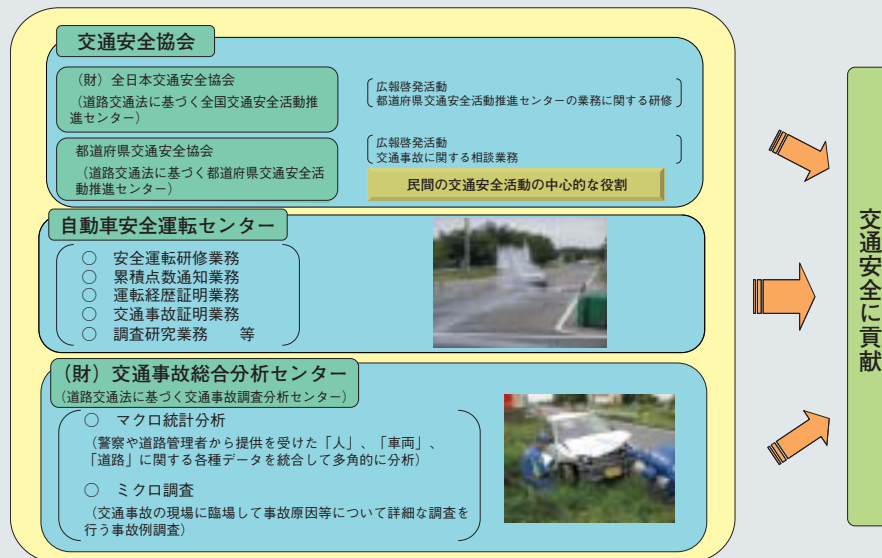 交通安全協会
（財）全日本交通安全協会
（道路交通法に基づく全国交通安全活動推
進センター）
広報啓発活動
都道府県交通安全活動推進センターの業務に関する研修
都道府県交通安全協会
（道路交通法に基づく都道府県交通安全活
動推進センター）
広報啓発活動
交通事故に関する相談業務
民間の交通安全活動の中心的な役割
自動車安全運転センター
○　安全運転研修業務
○　累積点数通知業務
○　運転経歴証明業務
○　交通事故証明業務
○　調査研究業務　　等
（財）交通事故総合分析センター
（道路交通法に基づく交通事故調査分析センター）
○　マクロ統計分析
（警察や道路管理者から提供を受けた「人」、「車両」、
「道路」に関する各種データを統合して多角的に分析）
○　ミクロ調査
（交通事故の現場に臨場して事故原因等について詳細な調査を
行う事故例調査）
交通安全に貢献